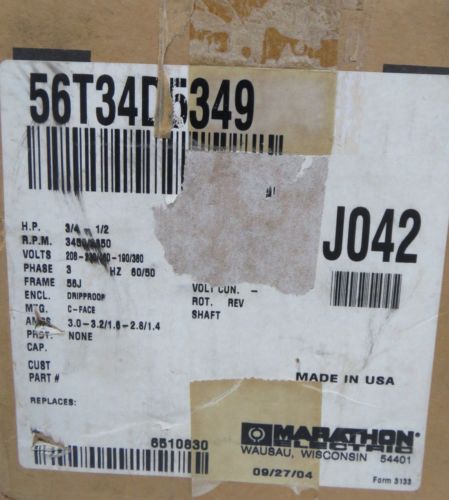 56T34D5349
J042
H.P. 3/4 - 1/2
R.P.M. 3450/2850
VOLTS 208-230/460-190/380
PHASE 3 HZ 60/50
FRAME 56J
ENCL. DRIPPROOF
MTG. C-FACE
AMPS 3.0-3.2/1.6-2.8/1.4
PROT. NONE
CAP.
VOLT CON. -
ROT. REV
SHAFT
CUST
PART #
MADE IN USA
REPLACES:
6510830
MARATHON
ELECTRIC
WAUSAU, WISCONSIN 54401
09/27/04
Form 5133